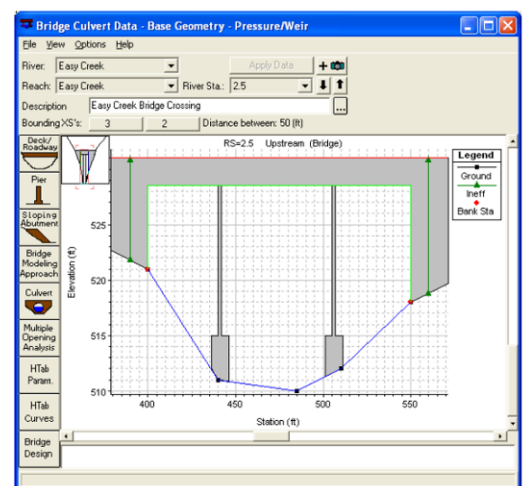 Bridge Culvert Data - Base Geometry - Pressure/Weir
File View Options Help
River: Easy Creek Apply Data
Reach: Easy Creek River Sta.: 2.5
Description Easy Creek Bridge Crossing ...
Bounding XS's: 3 2 Distance between: 50 (ft)
Deck/
Roadway
Pier
Sloping
Abutment
Bridge
Modeling
Approach
Culvert
Multiple
Opening
Analysis
HTab
Param.
HTab
Curves
Bridge
Design
RS=2.5 Upstream (Bridge)
Legend
Ground
Ineff
Bank Sta
Elevation (ft)
525
520
515
510
400 450 500 550
Station (ft)